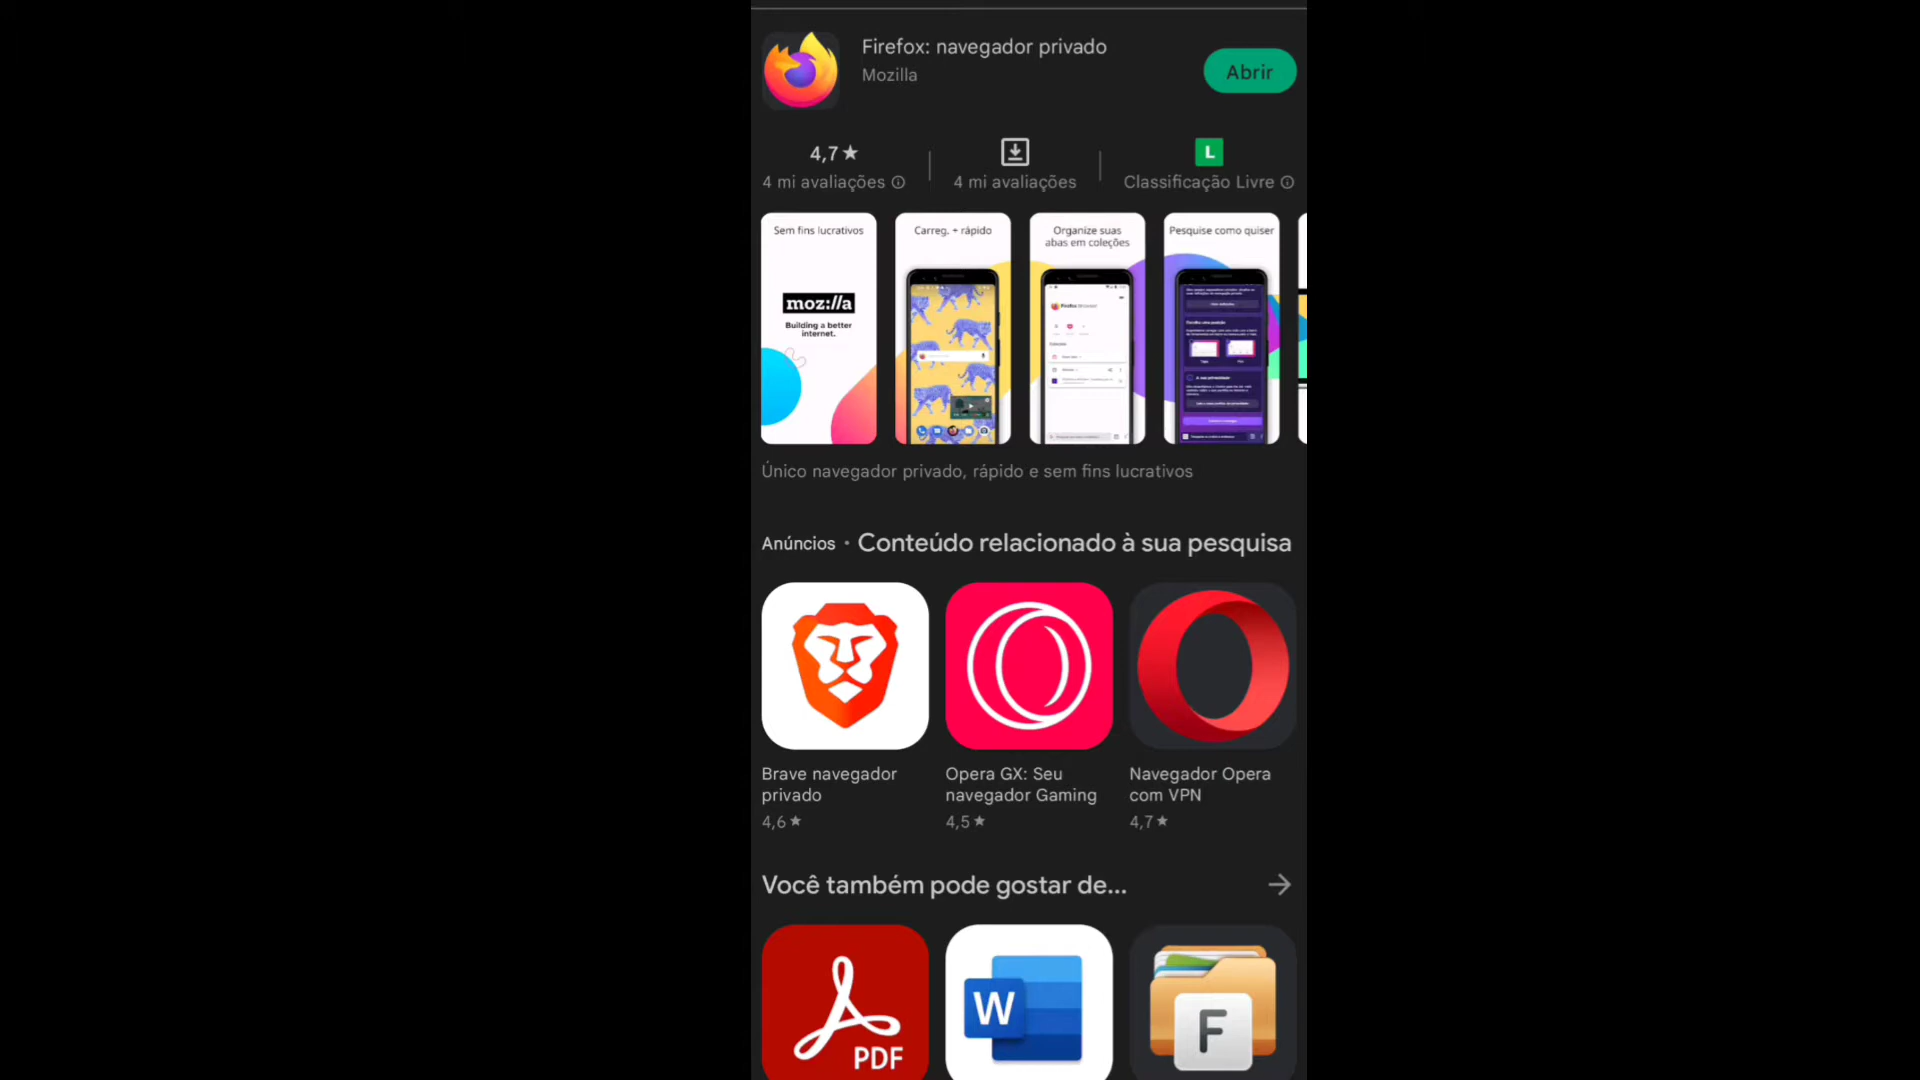 Firefox: navegador privado
Mozilla
Abrir
4,7★
4 mi avaliações
4 mi avaliações
L
Classificação Livre
Sem fins lucrativos
moz://a
Building a better
internet.
Carreg. + rápido
Organize suas
abas em coleções
Firefox Browser
Pesquise como quiser
Único navegador privado, rápido e sem fins lucrativos
Anúncios • Conteúdo relacionado à sua pesquisa
Brave navegador
privado
4,6★
Opera GX: Seu
navegador Gaming
4,5★
Navegador Opera
com VPN
4,7★
Você também pode gostar de...
PDF
W
F